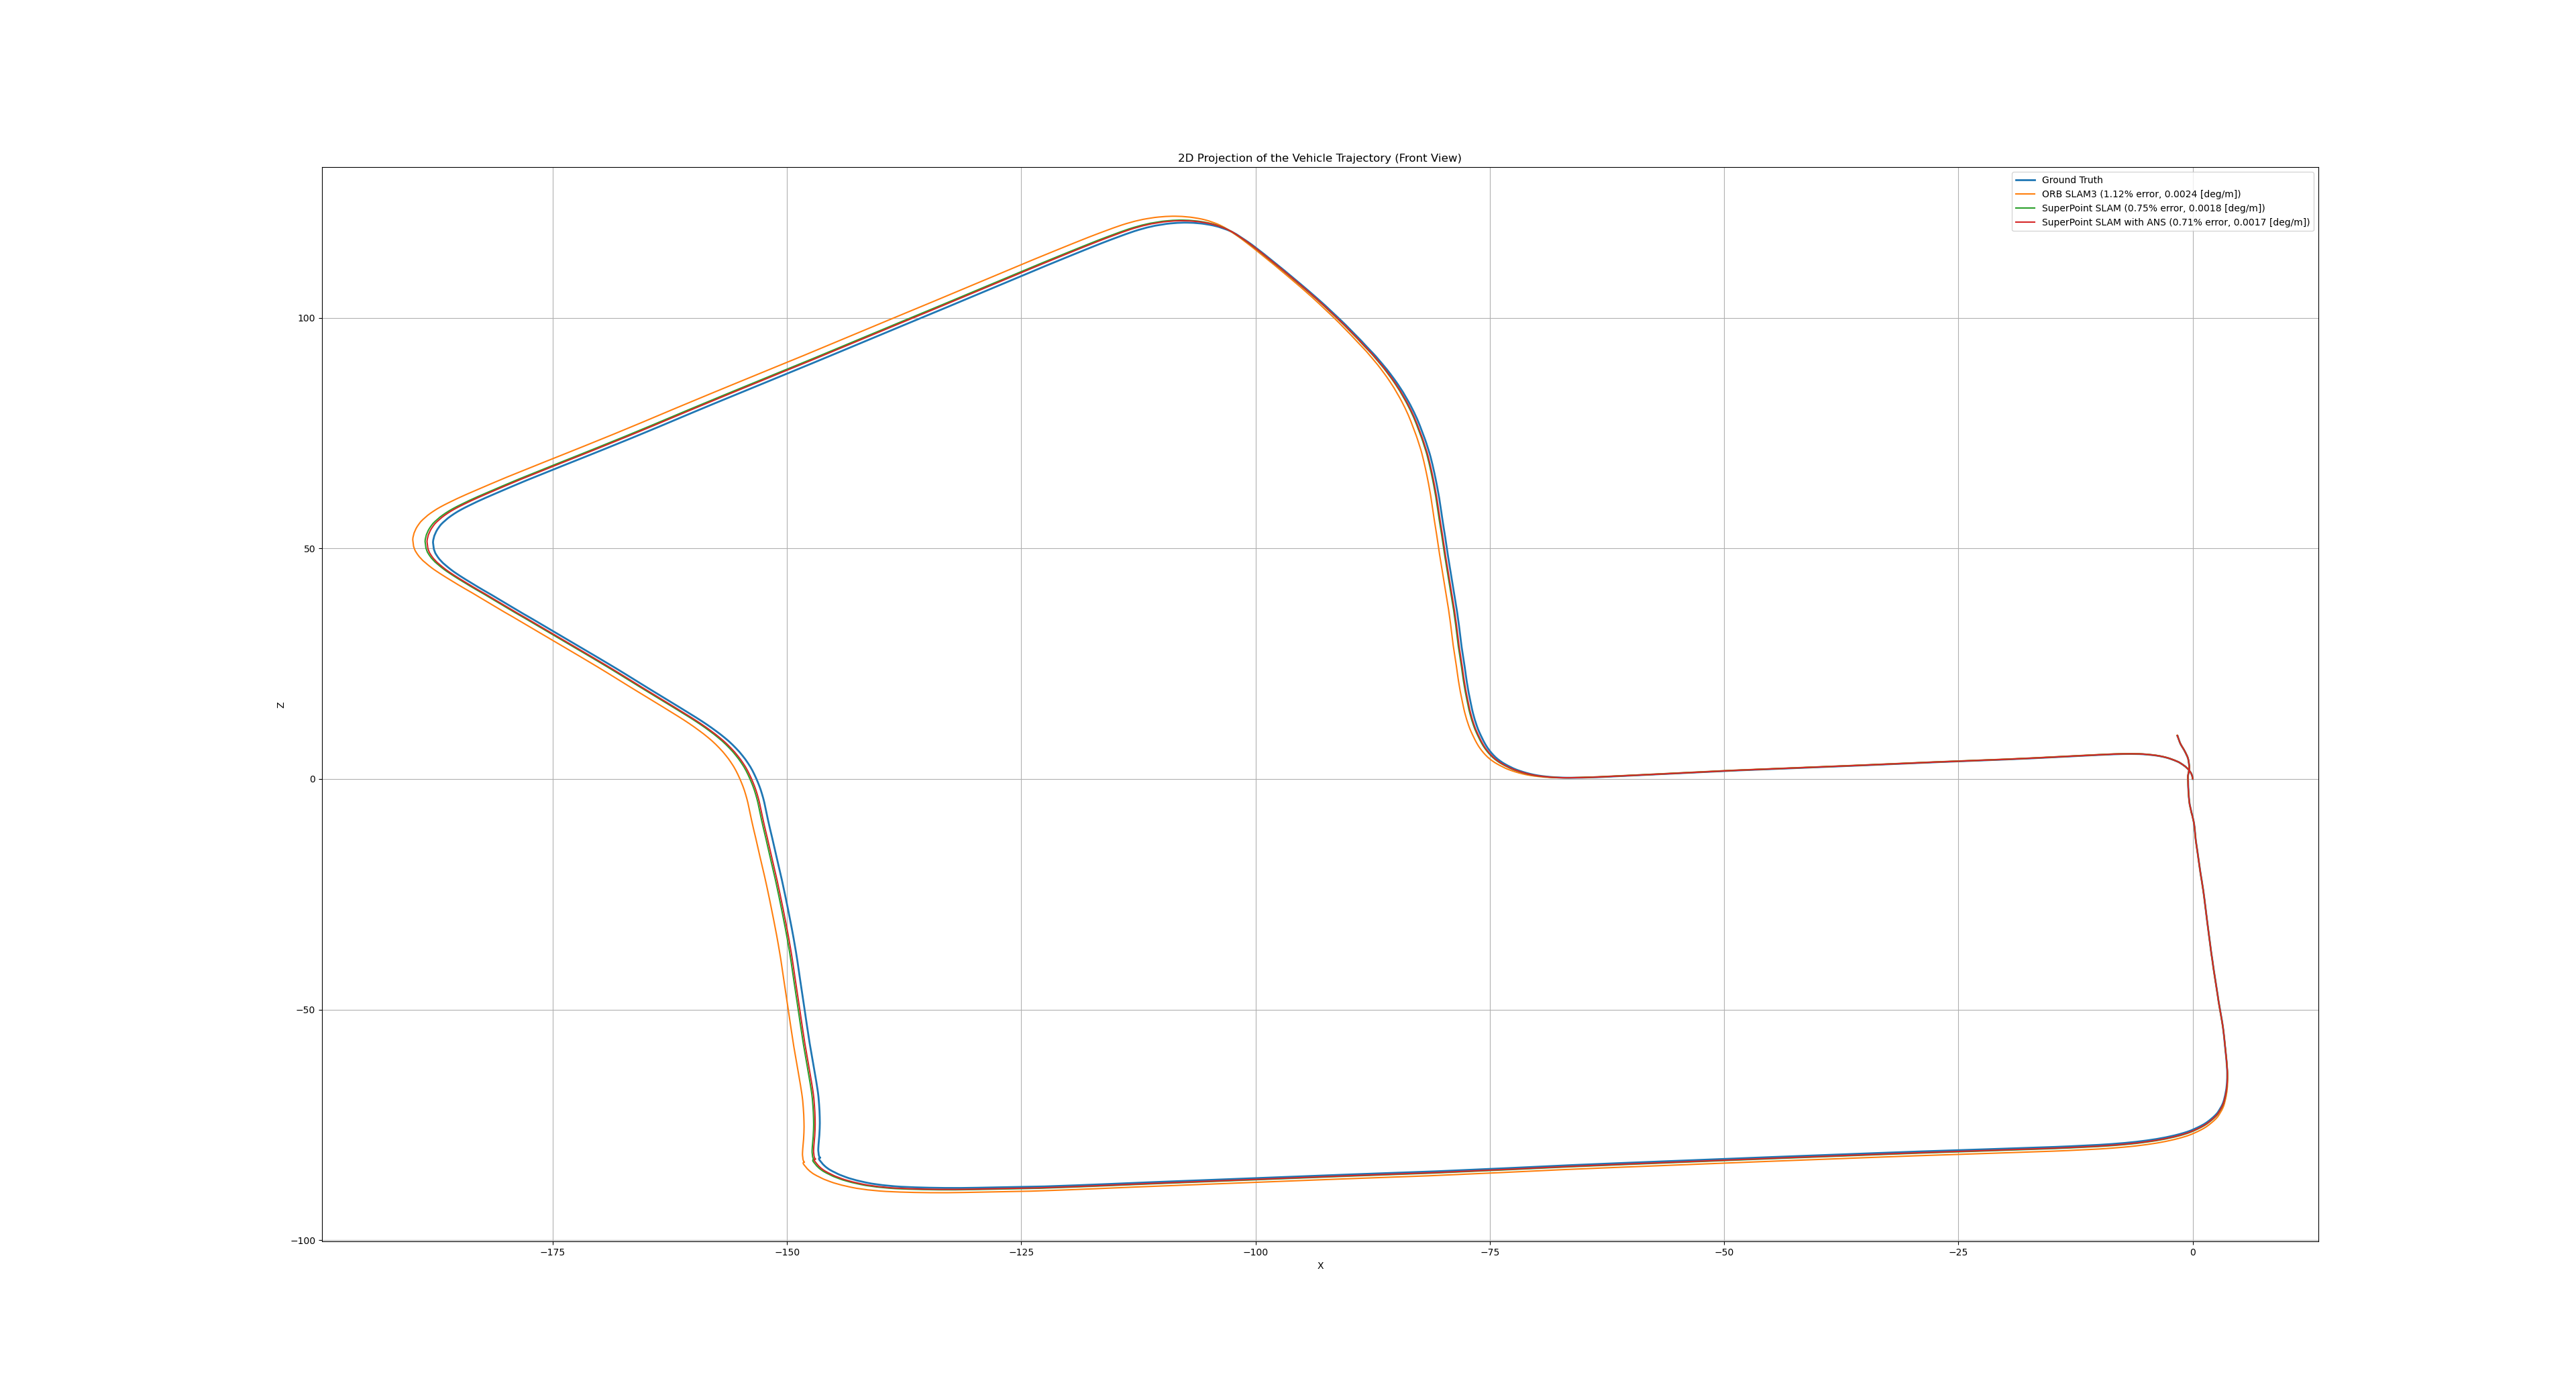 2D Projection of the Vehicle Trajectory (Front View)
Ground Truth
ORB SLAM3 (1.12% error, 0.0024 [deg/m])
SuperPoint SLAM (0.75% error, 0.0018 [deg/m])
SuperPoint SLAM with ANS (0.71% error, 0.0017 [deg/m])
100
50
Z
0
−50
−100
−175
−150
−125
−100
−75
−50
−25
0
X